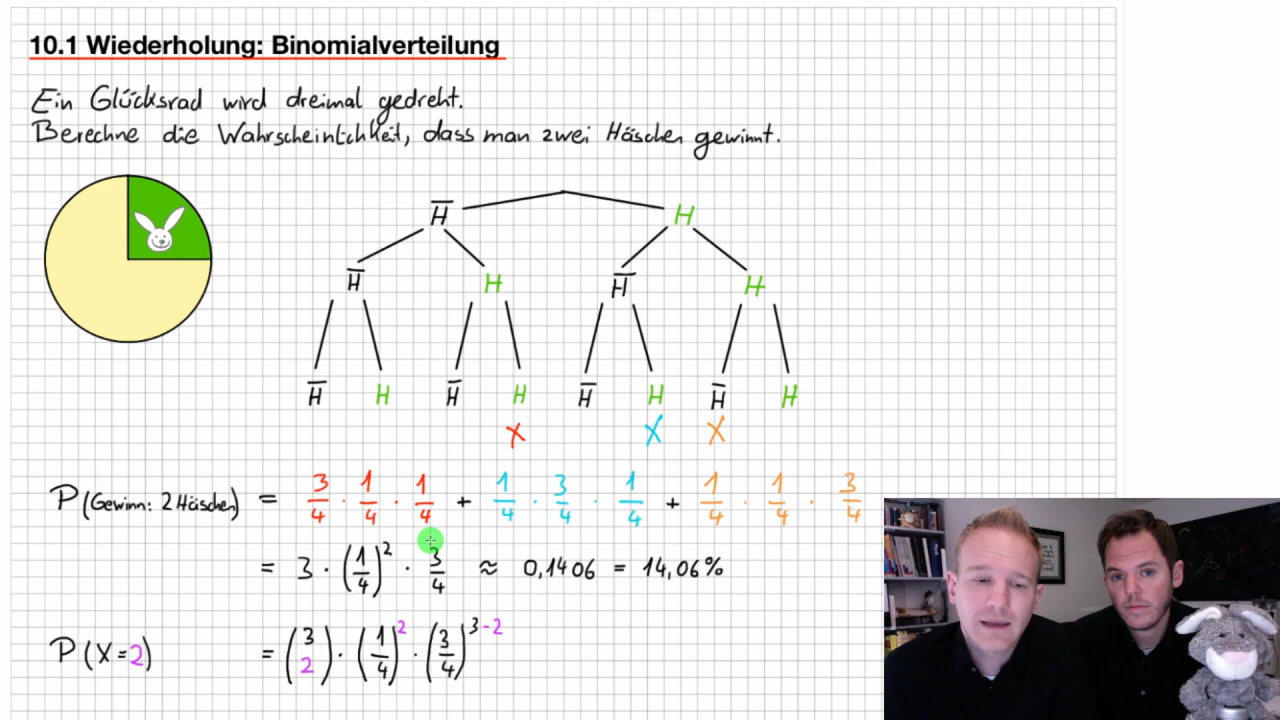 10.1 Wiederholung: Binomialverteilung
Ein Glücksrad wird dreimal gedreht.
Berechne die Wahrscheinlichkeit, dass man zwei Häschen gewinnt.
H̅ H
H̅ H H̅ H
H̅ H H̅ H H̅ H H̅ H
X X X
P(Gewinn: 2 Häschen) = 3/4 · 1/4 · 1/4 + 1/4 · 3/4 · 1/4 + 1/4 · 1/4 · 3/4
= 3 · (1/4)² · 3/4 ≈ 0,1406 = 14,06%
P(X=2) = (3 2) · (1/4)² · (3/4)³⁻²